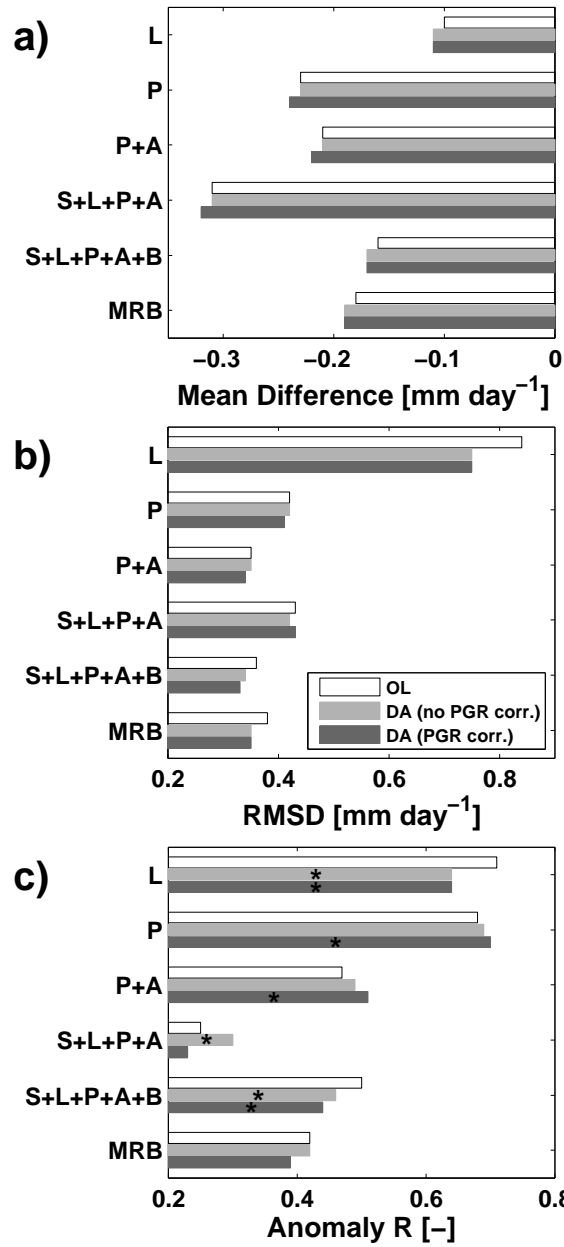 a)
L
P
P+A
S+L+P+A
S+L+P+A+B
MRB
−0.3 −0.2 −0.1 0
Mean Difference [mm day−1]
b)
L
P
P+A
S+L+P+A
S+L+P+A+B
MRB
OL
DA (no PGR corr.)
DA (PGR corr.)
0.2 0.4 0.6 0.8
RMSD [mm day−1]
c)
L
*
*
P
*
P+A
*
S+L+P+A
*
S+L+P+A+B
*
*
MRB
0.2 0.4 0.6 0.8
Anomaly R [−]